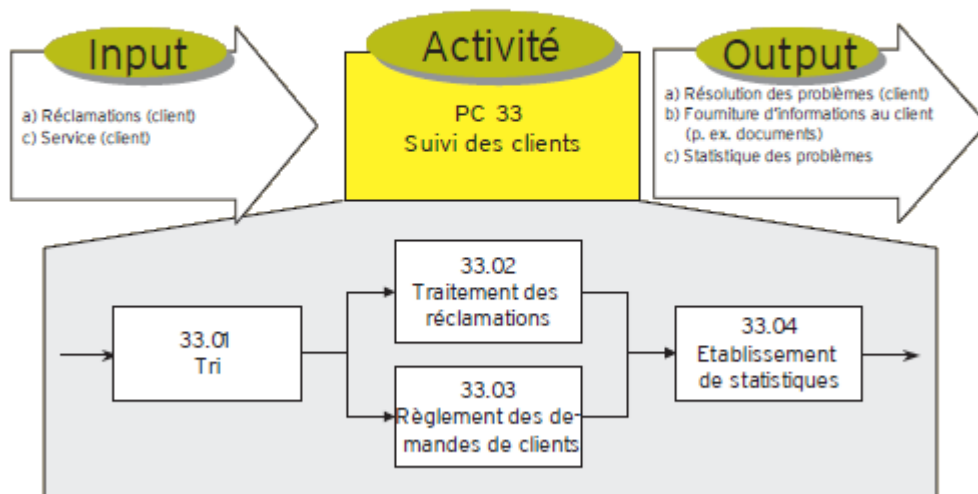 Input
a) Réclamations (client)
c) Service (client)
Activité
PC 33
Suivi des clients
Output
a) Résolution des problèmes (client)
b) Fourniture d'informations au client
(p. ex. documents)
c) Statistique des problèmes
33.01
Tri
33.02
Traitement des
réclamations
33.03
Règlement des de-
mandes de clients
33.04
Etablissement
de statistiques